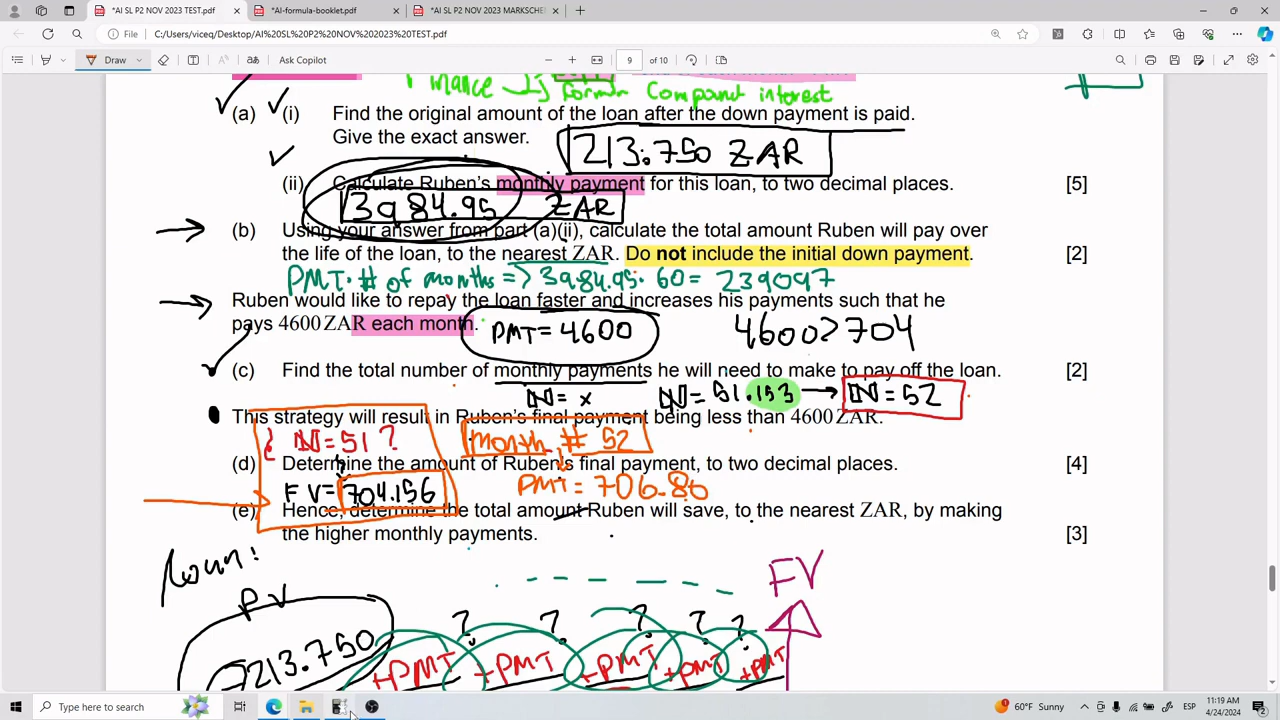 *AI SL P2 NOV 2023 TEST.pdf
*AI-formula-booklet.pdf
*AI SL P2 NOV 2023 MARKSCHE
File
C:/Users/viceq/Desktop/AI%20SL%20P2%20NOV%202023%20TEST.pdf
Draw
Ask Copilot
9
of 10
finance
formula Compound interest
(a) (i) Find the original amount of the loan after the down payment is paid.
Give the exact answer.
213.750 ZAR
(ii) Calculate Ruben's monthly payment for this loan, to two decimal places. [5]
3984.95 ZAR
(b) Using your answer from part (a)(ii), calculate the total amount Ruben will pay over
the life of the loan, to the nearest ZAR. Do not include the initial down payment. [2]
PMT · # of months => 3984.95 · 60 = 239097
Ruben would like to repay the loan faster and increases his payments such that he
pays 4600 ZAR each month.
PMT = 4600
4600>704
(c) Find the total number of monthly payments he will need to make to pay off the loan. [2]
N= x
N= 51.153 → N= 52
This strategy will result in Ruben's final payment being less than 4600 ZAR.
N=51?
month # 52
(d) Determine the amount of Ruben's final payment, to two decimal places. [4]
FV= 704.156
PMT= 706.86
(e) Hence, determine the total amount Ruben will save, to the nearest ZAR, by making
the higher monthly payments. [3]
Loan:
PV
FV
? ? ? ? ?
213.750
+PMT +PMT +PMT +PMT +PMT
Type here to search
60°F Sunny
ESP
11:19 AM
4/24/2024